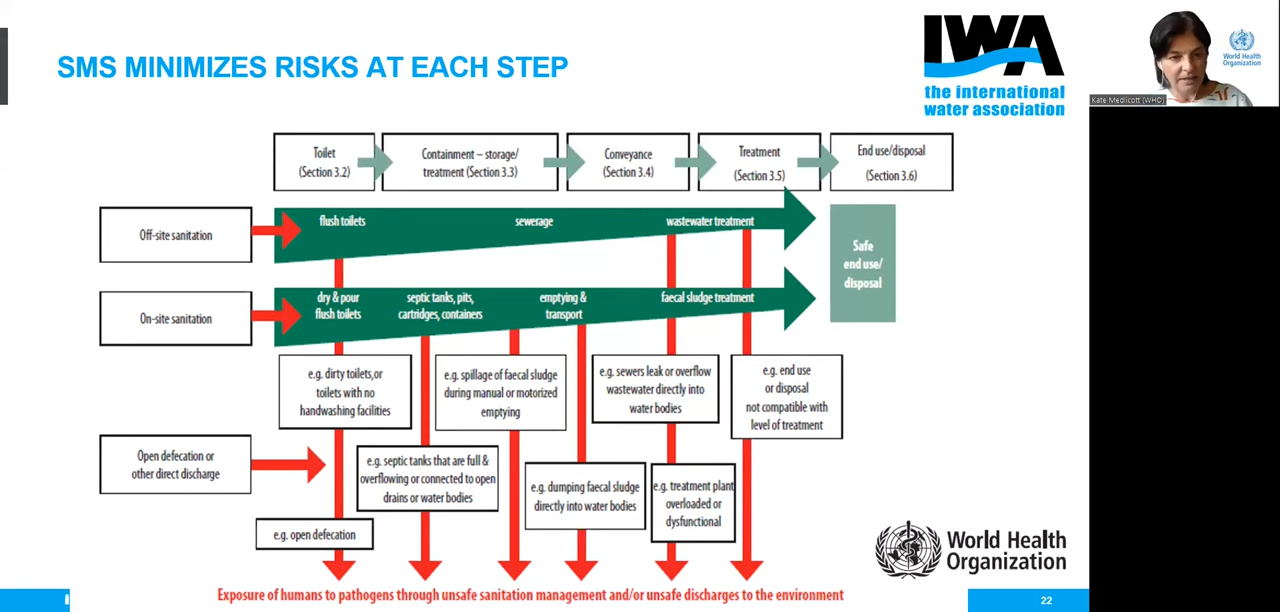 SMS MINIMIZES RISKS AT EACH STEP
IWA
the international
water association
World Health
Organization
Kate Medlicott (WHO)
Toilet
(Section 3.2)
Containment – storage/
treatment (Section 3.3)
Conveyance
(Section 3.4)
Treatment
(Section 3.5)
End use/disposal
(Section 3.6)
Off-site sanitation
flush toilets
sewerage
wastewater treatment
Safe
end use/
disposal
On-site sanitation
dry & pour
flush toilets
septic tanks, pits,
cartridges, containers
emptying &
transport
faecal sludge treatment
e.g. dirty toilets,or
toilets with no
handwashing facilities
e.g. spillage of faecal sludge
during manual or motorized
emptying
e.g. sewers leak or overflow
wastewater directly into
water bodies
e.g. end use
or disposal
not compatible with
level of treatment
Open defecation or
other direct discharge
e.g. septic tanks that are full &
overflowing or connected to open
drains or water bodies
e.g. dumping faecal sludge
directly into water bodies
e.g. treatment plant
overloaded or
dysfunctional
e.g. open defecation
World Health
Organization
Exposure of humans to pathogens through unsafe sanitation management and/or unsafe discharges to the environment
22